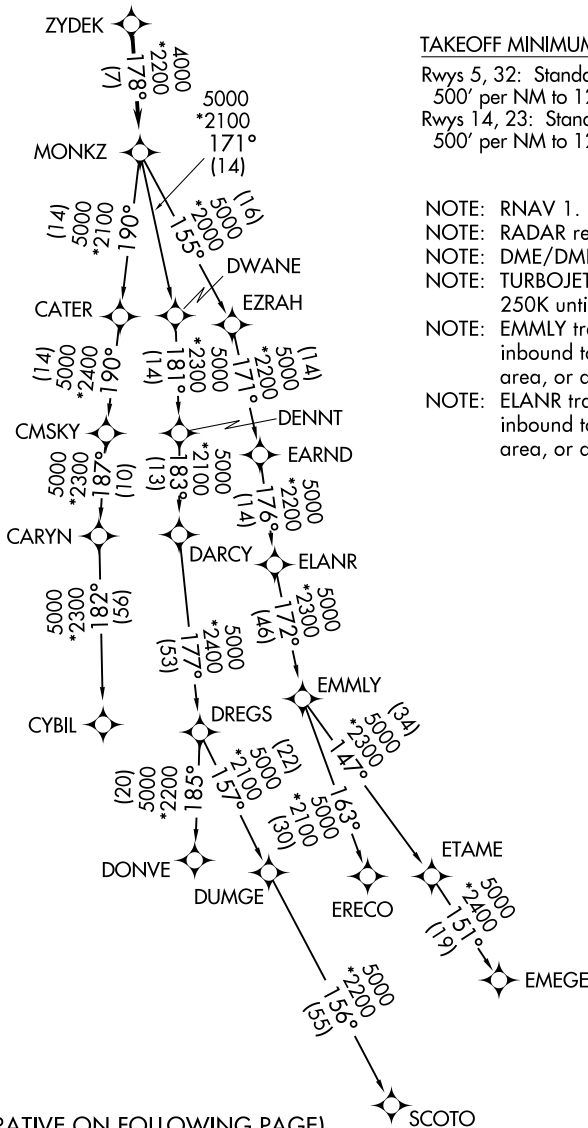 ZYDEK
4000
*2200
178°
(7)
TAKEOFF MINIMUM
Rwys 5, 32: Standa
500' per NM to 12
Rwys 14, 23: Stand
500' per NM to 12
MONKZ
5000
*2100
171°
(14)
(14)
5000
*2100
190°
(16)
5000
*2000
155°
NOTE: RNAV 1.
NOTE: RADAR re
NOTE: DME/DM
NOTE: TURBOJET
250K unti
NOTE: EMMLY tra
inbound to
area, or a
NOTE: ELANR tra
inbound to
area, or a
CATER
DWANE
EZRAH
(14)
5000
*2400
190°
5000
*2300
181°
(14)
(14)
5000
*2200
171°
CMSKY
DENNT
EARND
5000
*2300
187°
(10)
5000
*2100
183°
(13)
5000
*2200
176°
(14)
CARYN
DARCY
ELANR
5000
*2300
182°
(56)
5000
*2400
177°
(53)
5000
*2300
172°
(46)
CYBIL
DREGS
EMMLY
(20)
5000
*2200
185°
(22)
5000
*2100
157°
(30)
5000
*2100
163°
(34)
5000
*2300
147°
DONVE
DUMGE
ERECO
ETAME
5000
*2400
151°
(19)
EMEGE
5000
*2200
156°
(55)
SCOTO
RATIVE ON FOLLOWING PAGE)